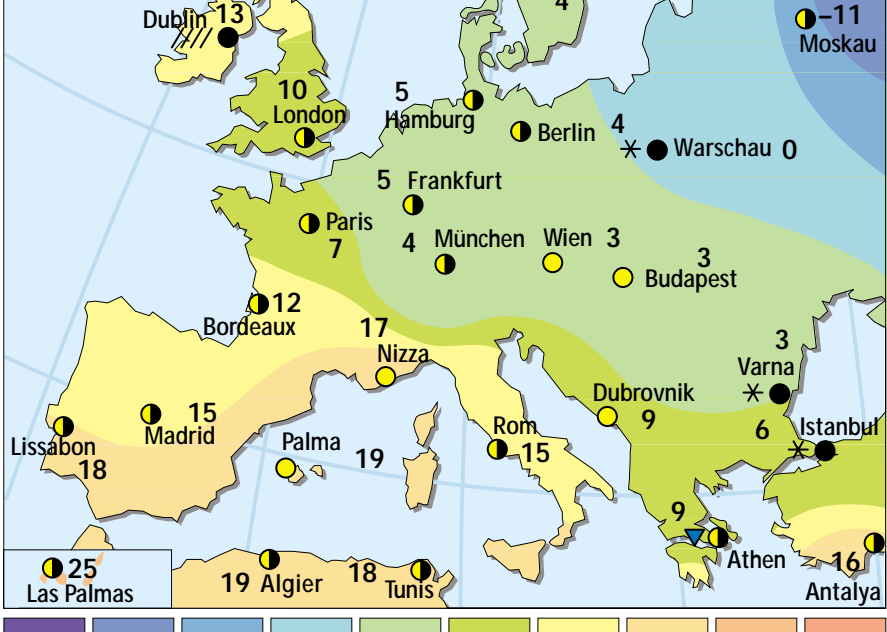 4
Dublin 13
–11
Moskau
10
London
5
Hamburg
Berlin 4
Warschau 0
5 Frankfurt
Paris
7
4 München
Wien 3
3
Budapest
12
Bordeaux
17
Nizza
3
Varna
Dubrovnik
9
15
Madrid
Lissabon
18
Palma
19
Rom
15
6 Istanbul
9
Athen
25
Las Palmas
19 Algier
18
Tunis
16
Antalya